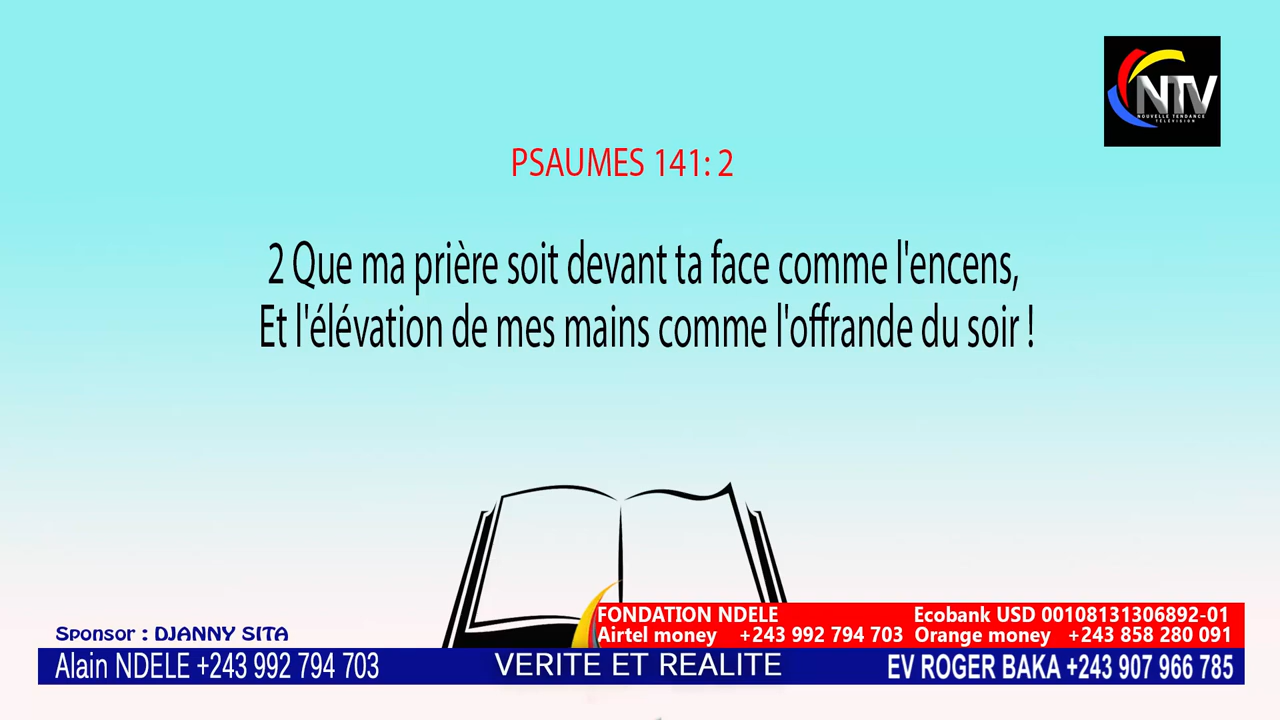 NTV
NOUVELLE TENDANCE
TÉLÉVISION
PSAUMES 141: 2
2 Que ma prière soit devant ta face comme l'encens,
Et l'élévation de mes mains comme l'offrande du soir !
FONDATION NDELE Ecobank USD 00108131306892-01
Airtel money +243 992 794 703 Orange money +243 858 280 091
Sponsor : DJANNY SITA
Alain NDELE +243 992 794 703 VERITE ET REALITE EV ROGER BAKA +243 907 966 785